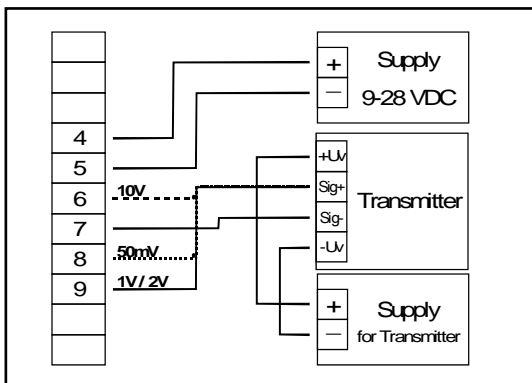 +
Supply
—
9-28 VDC
4
5
6
10V
7
8
50mV
9
1V / 2V
+Uv
Sig+
Sig-
-Uv
Transmitter
+
Supply
—
for Transmitter